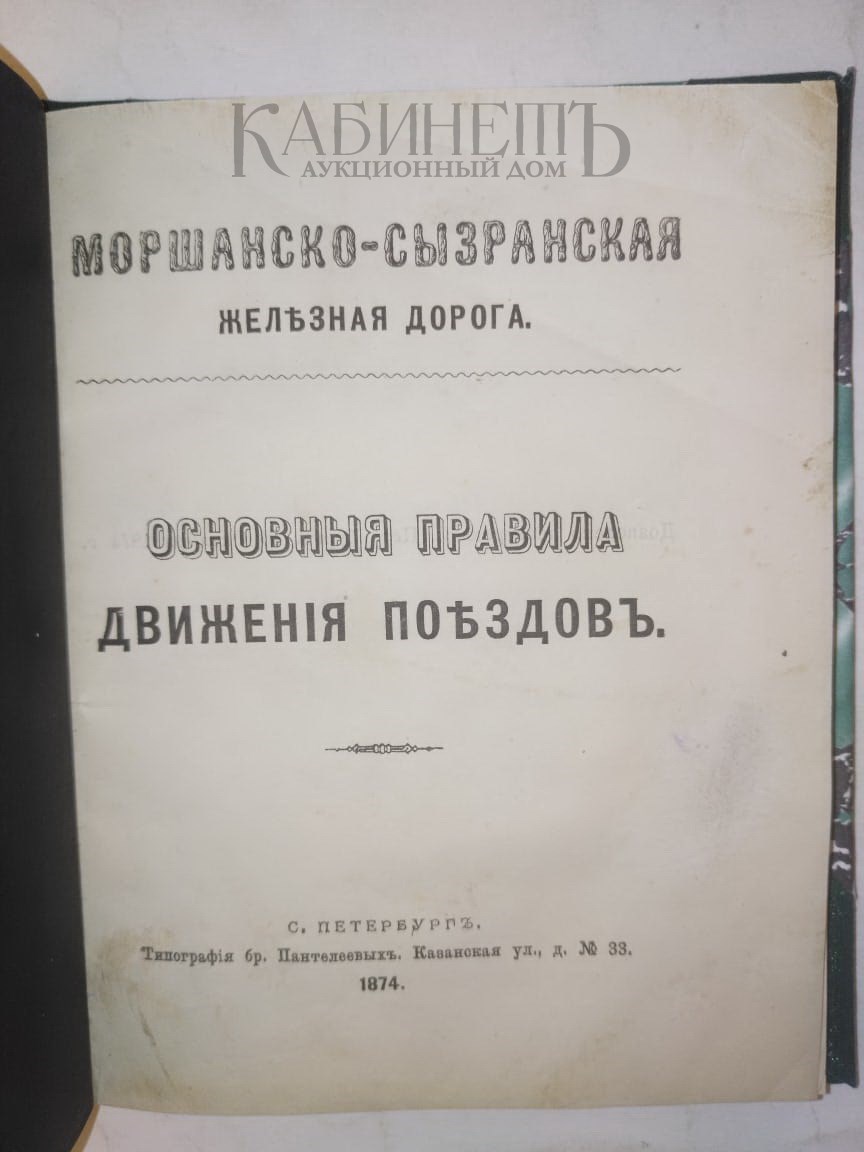 КАБИНЕТЪ
АУКЦИОННЫЙ ДОМ
МОРШАНСКО-СЫЗРАНСКАЯ
ЖЕЛѢЗНАЯ ДОРОГА.
ОСНОВНЫЯ ПРАВИЛА
ДВИЖЕНІЯ ПОѢЗДОВЪ.
С. ПЕТЕРБУРГЪ.
Типографія бр. Пантелеевыхъ. Казанская ул., д. № 33.
1874.